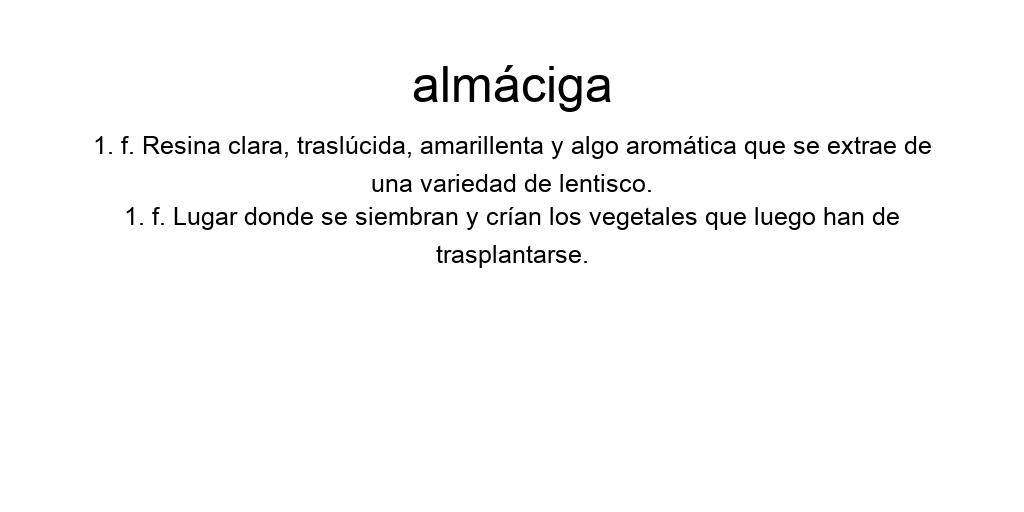 almáciga
1. f. Resina clara, traslúcida, amarillenta y algo aromática que se extrae de
una variedad de lentisco.
1. f. Lugar donde se siembran y crían los vegetales que luego han de
trasplantarse.